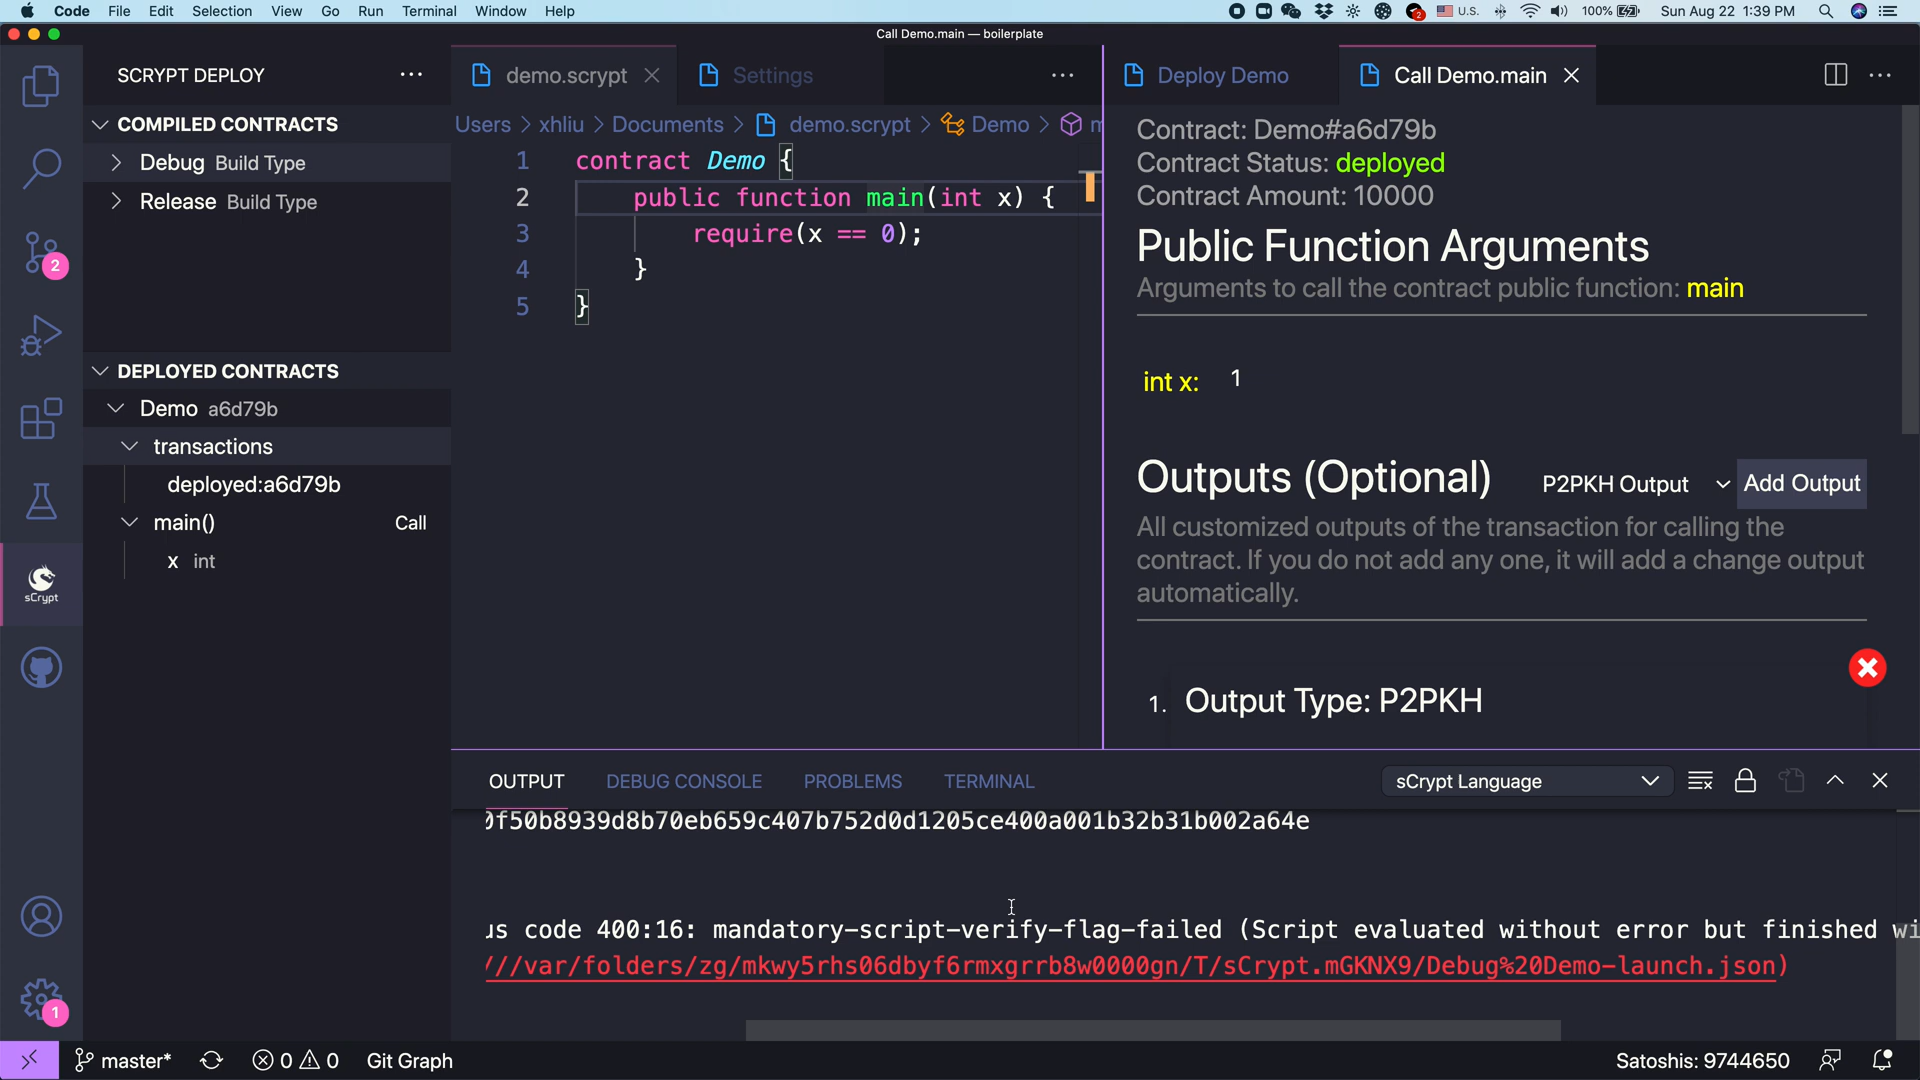 Code File Edit Selection View Go Run Terminal Window Help
2 U.S. 100% Sun Aug 22 1:39 PM
Call Demo.main — boilerplate
SCRYPT DEPLOY
demo.scrypt
Settings
Deploy Demo
Call Demo.main
COMPILED CONTRACTS
Debug Build Type
Release Build Type
2
DEPLOYED CONTRACTS
Demo a6d79b
transactions
deployed:a6d79b
main() Call
x int
sCrypt
1
Users > xhliu > Documents > demo.scrypt > Demo >
1 contract Demo {
2 public function main(int x) {
3 require(x == 0);
4 }
5 }
Contract: Demo#a6d79b
Contract Status: deployed
Contract Amount: 10000
Public Function Arguments
Arguments to call the contract public function: main
int x: 1
Outputs (Optional) P2PKH Output Add Output
All customized outputs of the transaction for calling the
contract. If you do not add any one, it will add a change output
automatically.
1. Output Type: P2PKH
OUTPUT DEBUG CONSOLE PROBLEMS TERMINAL
sCrypt Language
0f50b8939d8b70eb659c407b752d0d1205ce400a001b32b31b002a64e
us code 400:16: mandatory-script-verify-flag-failed (Script evaluated without error but finished wi
///var/folders/zg/mkwy5rhs06dbyf6rmxgrrb8w0000gn/T/sCrypt.mGKNX9/Debug%20Demo-launch.json)
master* 0 0 Git Graph
Satoshis: 9744650